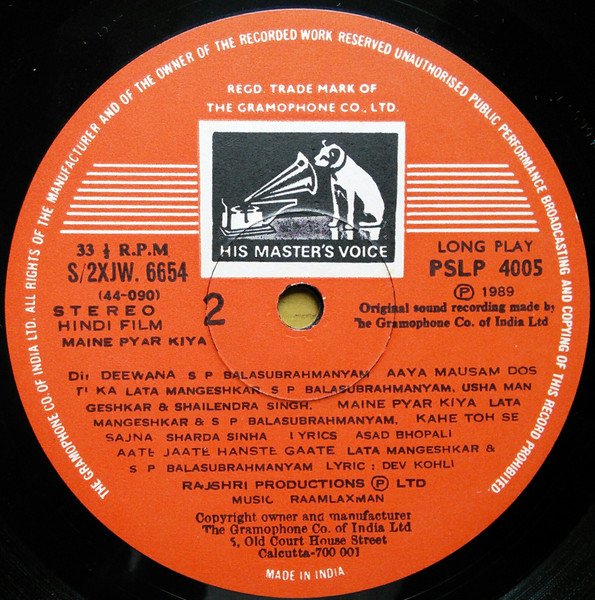 THE GRAMOPHONE CO. OF INDIA LTD. ALL RIGHTS OF THE MANUFACTURER AND OF THE OWNER OF THE RECORDED WORK RESERVED UNAUTHORISED PUBLIC PERFORMANCE BROADCASTING AND COPYING OF THIS RECORD PROHIBITED
REGD. TRADE MARK OF
THE GRAMOPHONE CO., LTD.
HIS MASTER'S VOICE
33 ⅓ R.P.M
S/2XJW. 6654
(44-090)
STEREO
HINDI FILM
MAINE PYAR KIYA
2
LONG PLAY
PSLP 4005
Ⓟ 1989
Original sound recording made by
The Gramophone Co. of India Ltd
Dil DEEWANA S P BALASUBRAHMANYAM. AAYA MAUSAM DOS
TI KA LATA MANGESHKAR, S P BALASUBRAHMANYAM, USHA MAN
GESHKAR & SHAILENDRA SINGH. MAINE PYAR KIYA LATA
MANGESHKAR & S P BALASUBRAHMANYAM, KAHE TOH SE
SAJNA SHARDA SINHA LYRICS ASAD BHOPALI
AATE JAATE HANSTE GAATE LATA MANGESHKAR &
S P BALASUBRAHMANYAM LYRIC : DEV KOHLI
RAJSHRI PRODUCTIONS Ⓟ LTD
MUSIC RAAMLAXMAN
Copyright owner and manufacturer
The Gramophone Co. of India Ltd
5, Old Court House Street
Calcutta-700 001
MADE IN INDIA